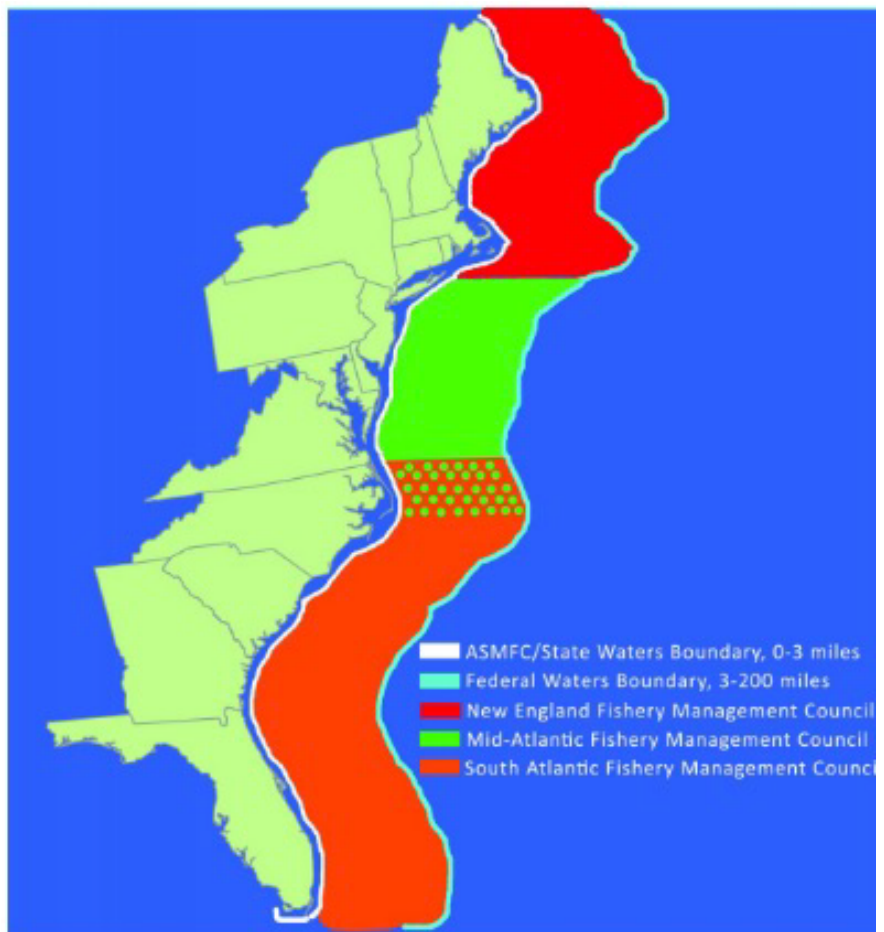 ASMFC/State Waters Boundary, 0-3 miles
Federal Waters Boundary, 3-200 miles
New England Fishery Management Council
Mid-Atlantic Fishery Management Council
South Atlantic Fishery Management Council